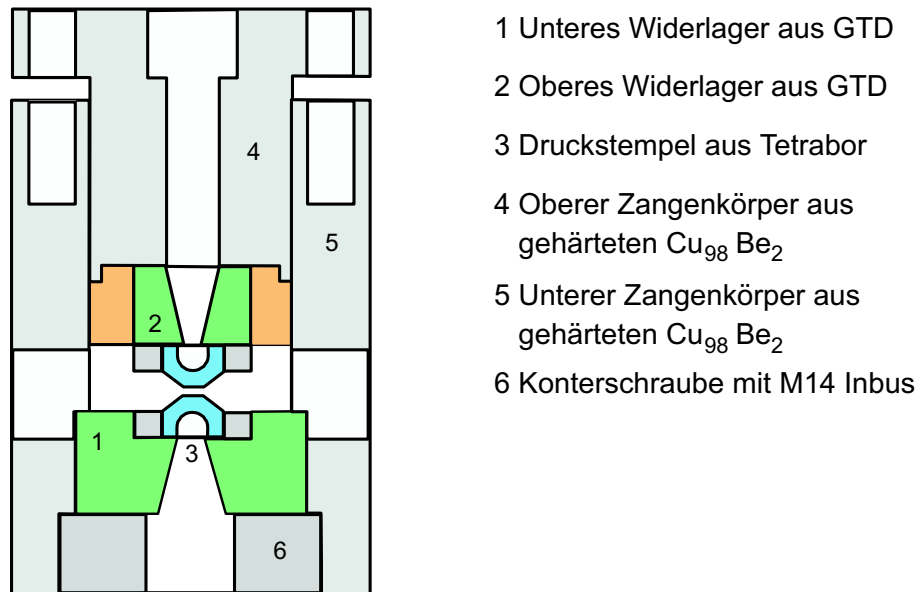 1 Unteres Widerlager aus GTD
2 Oberes Widerlager aus GTD
3 Druckstempel aus Tetrabor
4 Oberer Zangenkörper aus
gehärteten Cu98 Be2
5 Unterer Zangenkörper aus
gehärteten Cu98 Be2
6 Konterschraube mit M14 Inbus
4
5
2
1
3
6